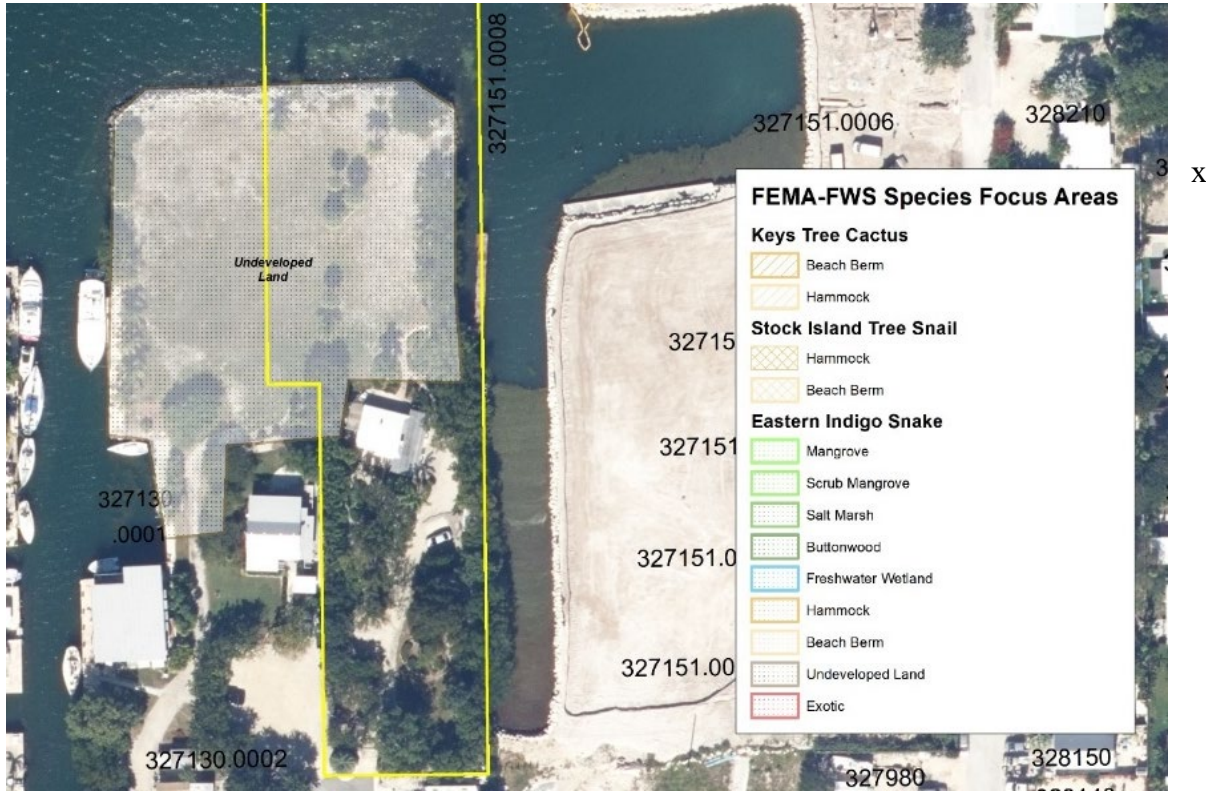 327151.0008
327151.0006
328210
x
FEMA-FWS Species Focus Areas
Keys Tree Cactus
Beach Berm
Hammock
Stock Island Tree Snail
Hammock
Beach Berm
Eastern Indigo Snake
Mangrove
Scrub Mangrove
Salt Marsh
Buttonwood
Freshwater Wetland
Hammock
Beach Berm
Undeveloped Land
Exotic
Undeveloped
Land
32715
327151
327130
.0001
327151.0
327151.00
327130.0002
327980
328150